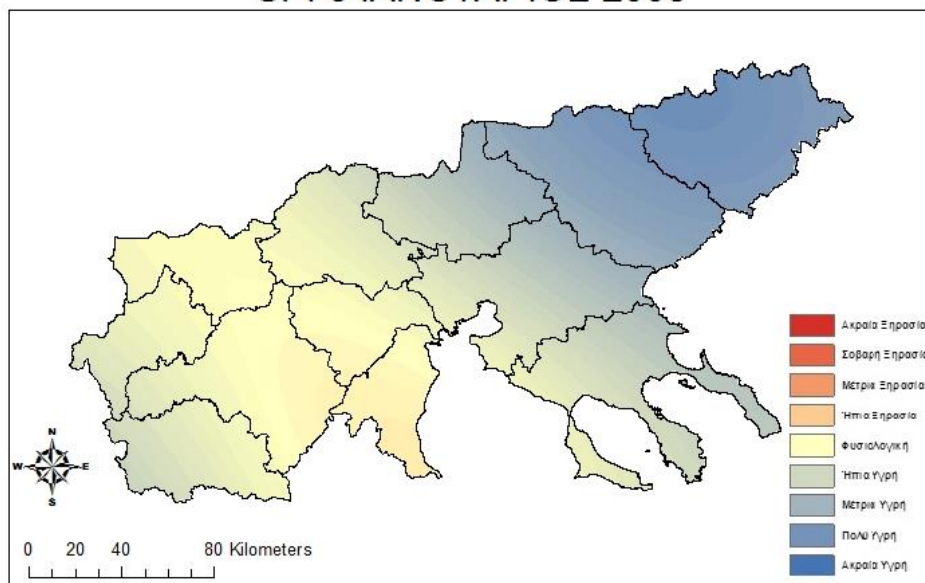 N
W E
S
0 20 40 80 Kilometers
Ακραία Ξηρασία
Σοβαρή Ξηρασία
Μέτρια Ξηρασία
Ήπια Ξηρασία
Φυσιολογική
Ήπια Υγρή
Μέτρια Υγρή
Πολύ Υγρή
Ακραία Υγρή